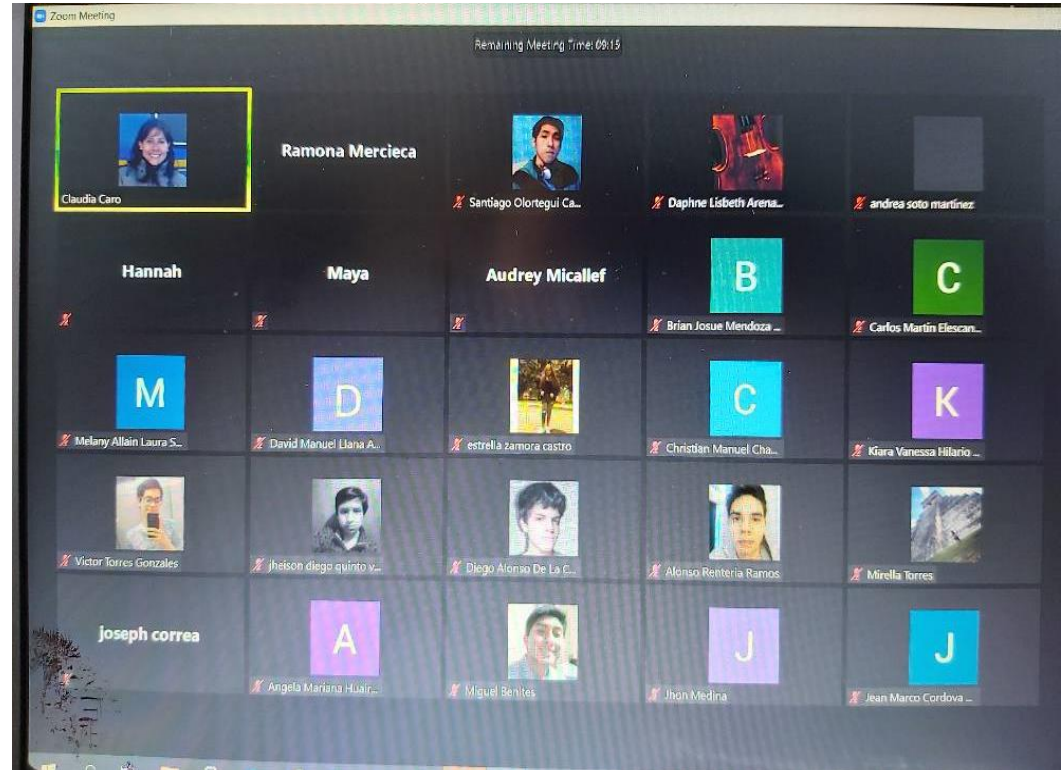 Zoom Meeting
Remaining Meeting Time: 09:15
Claudia Caro
Ramona Mercieca
Santiago Olortegui Ca...
Daphne Lisbeth Arena...
andrea soto martínez
Hannah
Maya
Audrey Micallef
B
Brian Josue Mendoza ...
C
Carlos Martin Elescan...
M
Melany Allain Laura S...
D
David Manuel Llana A...
estrella zamora castro
C
Christian Manuel Cha...
K
Kiara Vanessa Hilario ...
Victor Torres Gonzales
jheison diego quinto v...
Diego Alonso De La C...
Alonso Renteria Ramos
Mirella Torres
joseph correa
A
Angela Mariana Huair...
Miguel Benites
J
Jhon Medina
J
Jean Marco Cordova ...